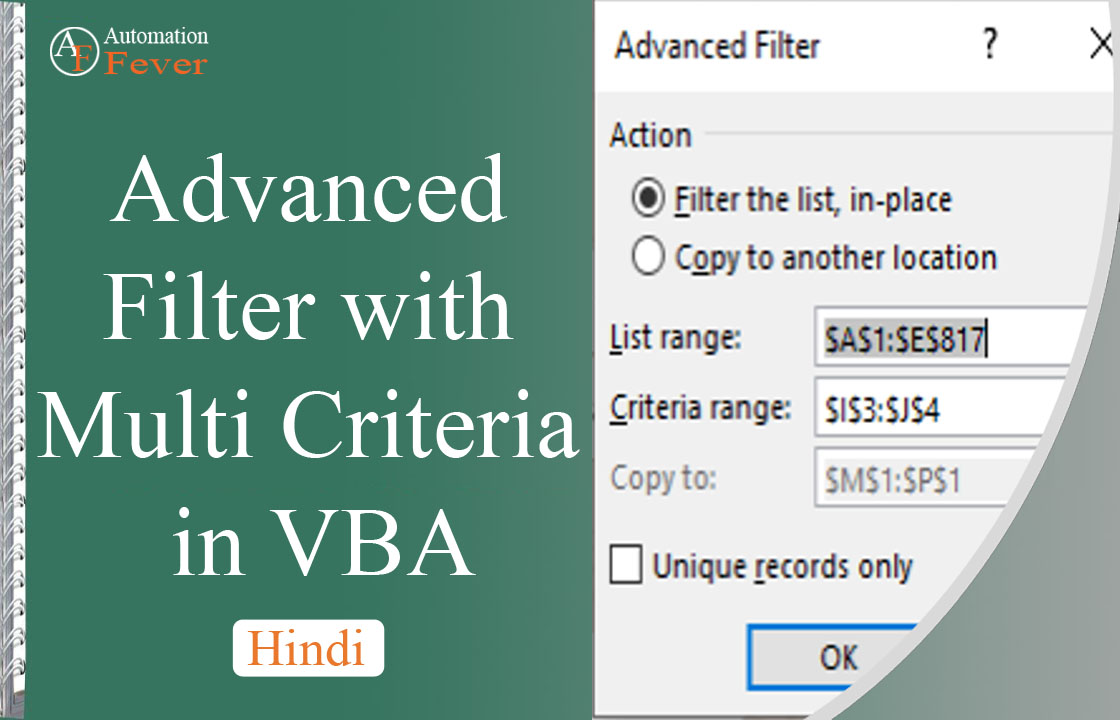 AF Automation
Fever
Advanced
Filter with
Multi Criteria
in VBA
Hindi
Advanced Filter ?
Action
Filter the list, in-place
Copy to another location
List range: $A$1:$E$817
Criteria range: $I$3:$J$4
Copy to: $M$1:$P$1
Unique records only
OK